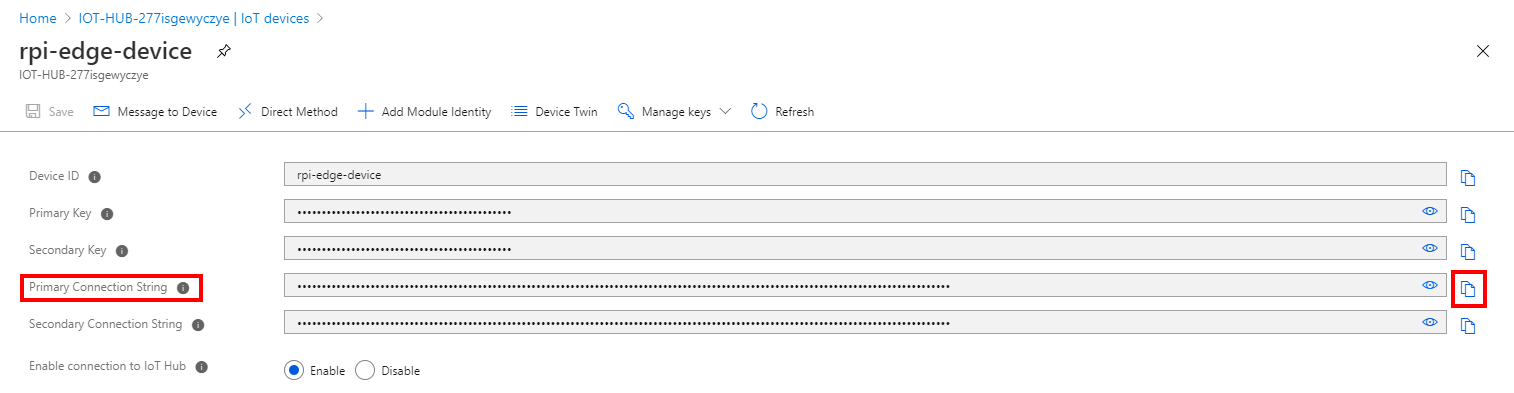 Home > IOT-HUB-277isgewyczye | IoT devices >
rpi-edge-device
IOT-HUB-277isgewyczye
Save Message to Device Direct Method Add Module Identity Device Twin Manage keys Refresh
Device ID rpi-edge-device
Primary Key ••••••••••••••••••••••••••••••••••••••••••••
Secondary Key ••••••••••••••••••••••••••••••••••••••••••••
Primary Connection String
Secondary Connection String
Enable connection to IoT Hub Enable Disable